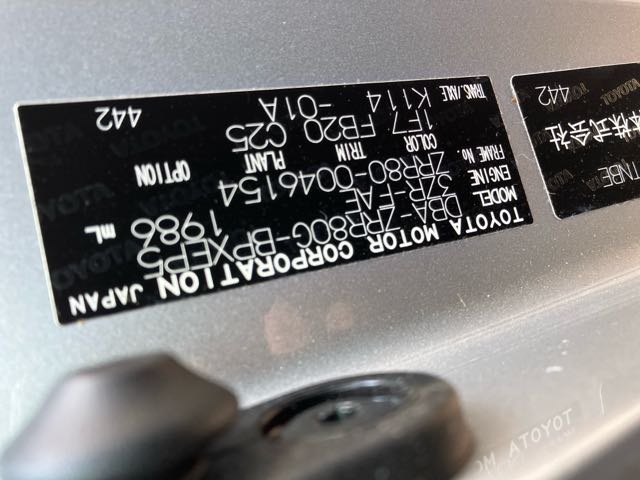 TOYOTA MOTOR CORPORATION JAPAN
MODEL DBA-ZRR80G-BPXEP5
ENGINE 3ZR-FAE 1986 mL
FRAME No. ZRR80-0046154
COLOR TRIM PLANT OPTION
1F7 FB20 C25
TRANS./AXLE K114 -01A
442
442
株式会社
ATOYOT